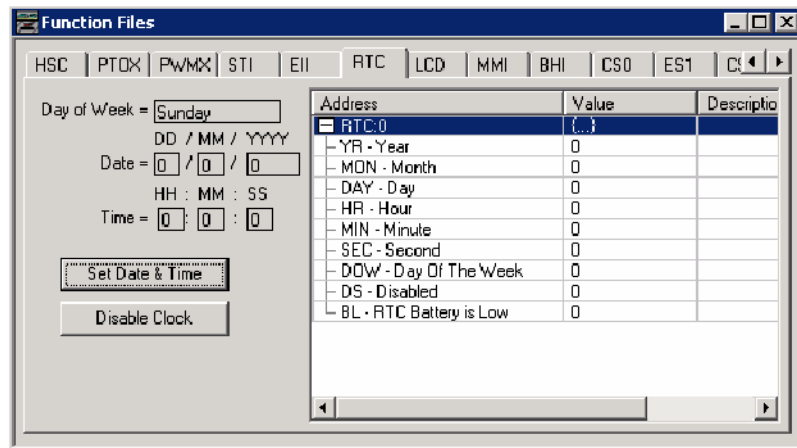 Function Files
HSC PTOX PWMX STI EII RTC LCD MMI BHI CS0 ES1
Day of Week = Sunday
DD / MM / YYYY
Date = 0 / 0 / 0
HH : MM : SS
Time = 0 : 0 : 0
Set Date & Time
Disable Clock
Address Value Descriptio
RTC:0 {...}
YR - Year 0
MON - Month 0
DAY - Day 0
HR - Hour 0
MIN - Minute 0
SEC - Second 0
DOW - Day Of The Week 0
DS - Disabled 0
BL - RTC Battery is Low 0